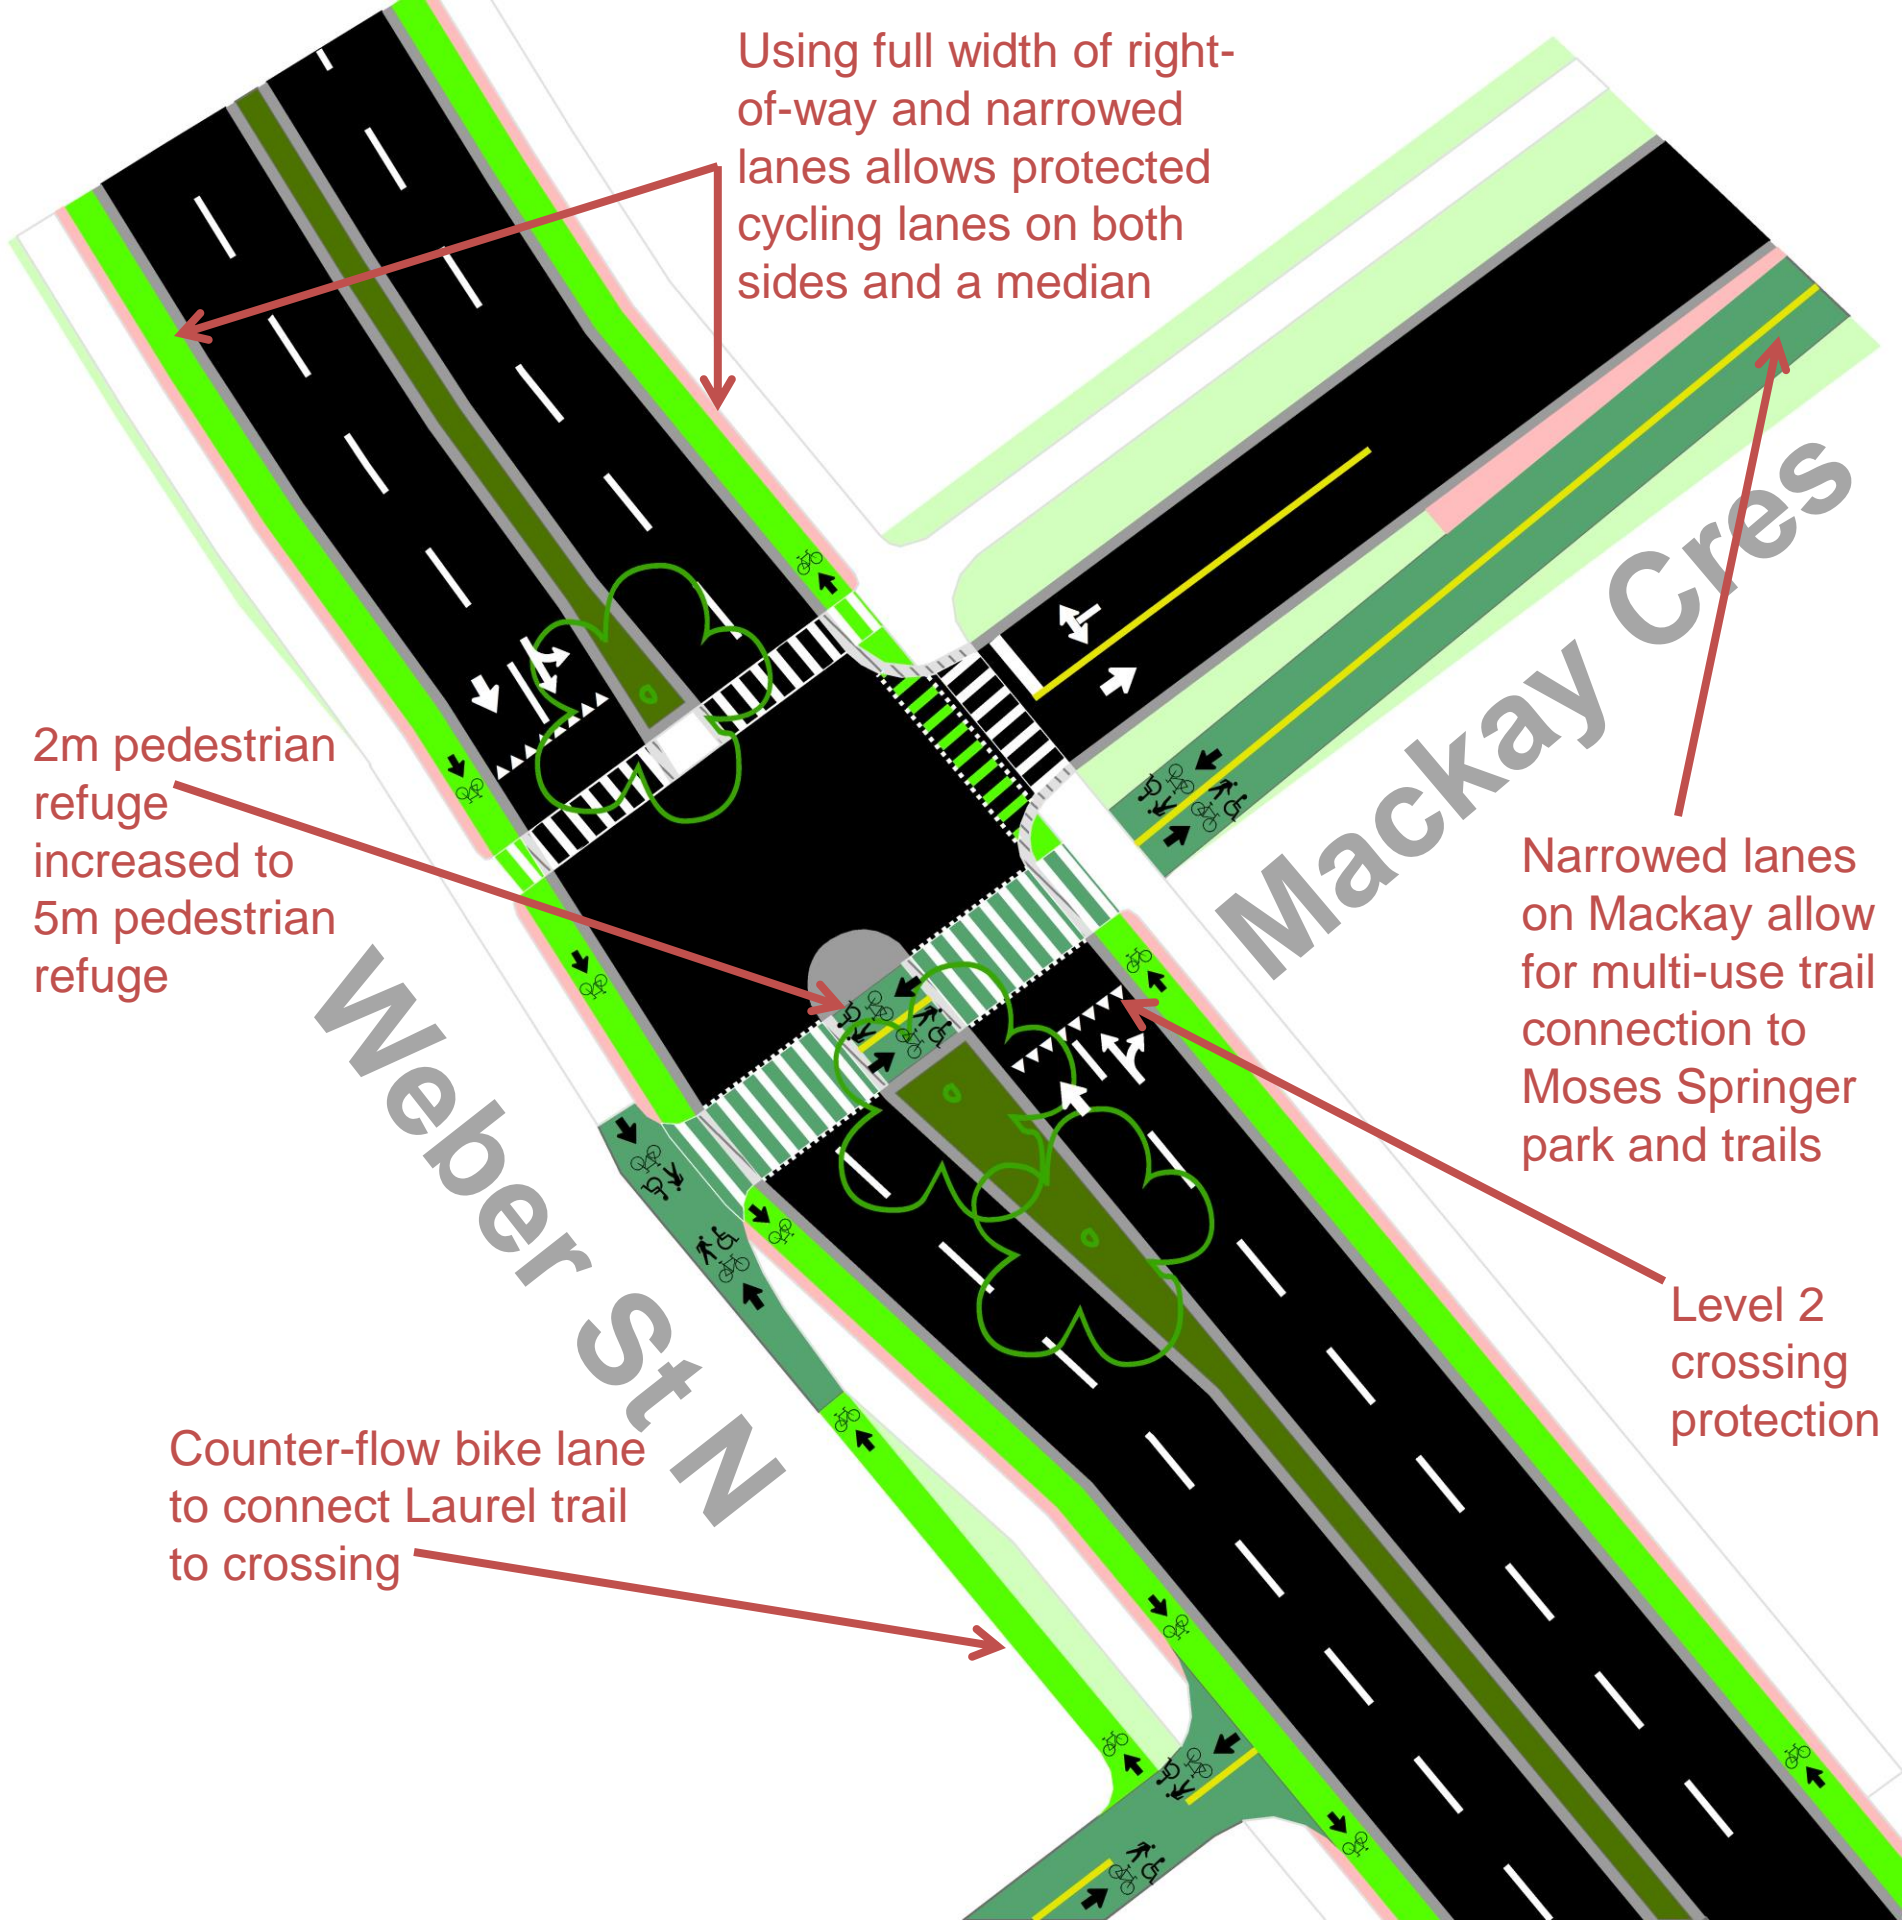 Using full width of right-
of-way and narrowed
lanes allows protected
cycling lanes on both
sides and a median
2m pedestrian
refuge
increased to
5m pedestrian
refuge
Mackay Cres
Narrowed lanes
on Mackay allow
for multi-use trail
connection to
Moses Springer
park and trails
Weber St N
Level 2
crossing
protection
Counter-flow bike lane
to connect Laurel trail
to crossing